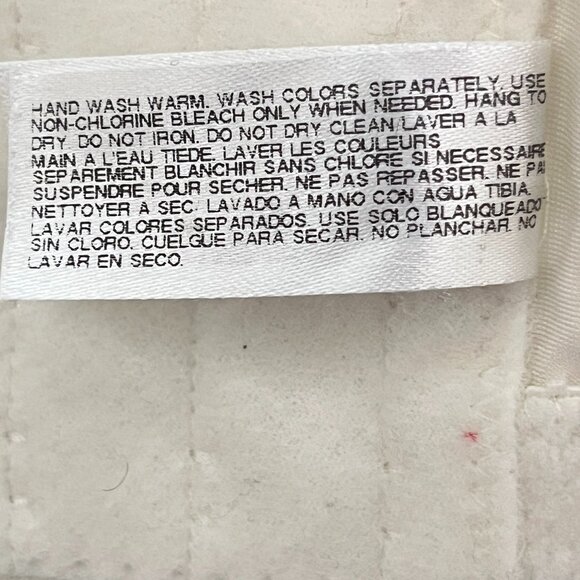 HAND WASH WARM. WASH COLORS SEPARATELY. USE
NON-CHLORINE BLEACH ONLY WHEN NEEDED. HANG TO
DRY. DO NOT IRON. DO NOT DRY CLEAN/LAVER A LA
MAIN A L'EAU TIEDE. LAVER LES COULEURS
SEPAREMENT BLANCHIR SANS CHLORE SI NECESSAIRE
SUSPENDRE POUR SECHER. NE PAS REPASSER. NE PA
NETTOYER A SEC. LAVADO A MANO CON AGUA TIBIA.
LAVAR COLORES SEPARADOS. USE SOLO BLANQUEADO
SIN CLORO. CUELGUE PARA SECAR. NO PLANCHAR. NO
LAVAR EN SECO.